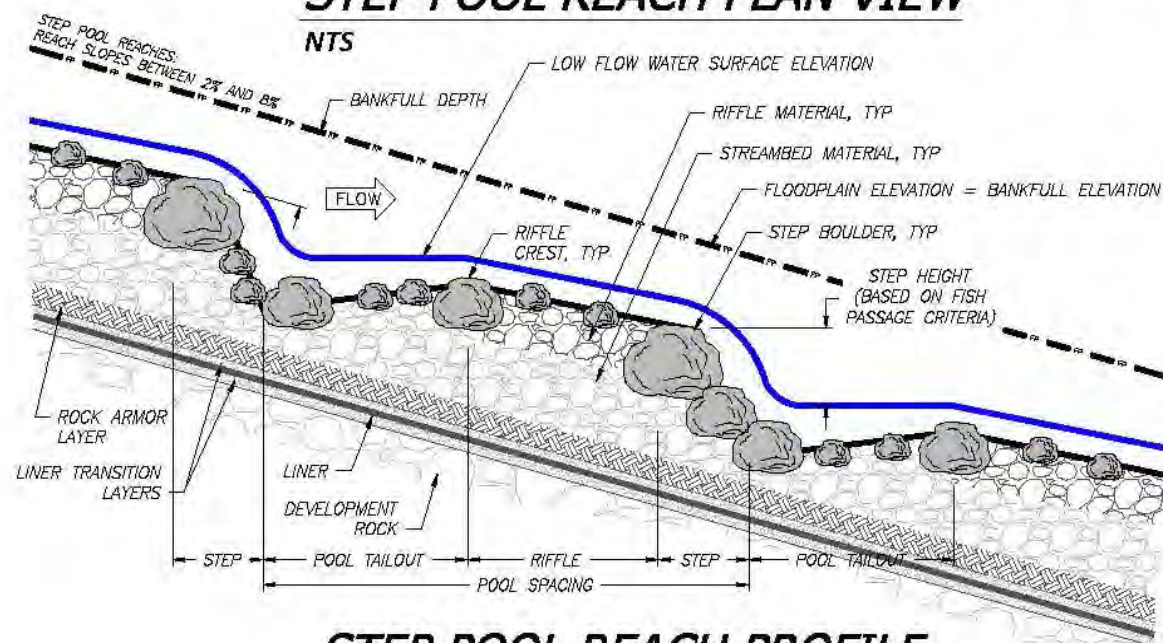 STEP POOL REACH PLAN VIEW
NTS
STEP POOL REACHES:
REACH SLOPES BETWEEN 2% AND 8%
BANKFULL DEPTH
LOW FLOW WATER SURFACE ELEVATION
RIFFLE MATERIAL, TYP
STREAMBED MATERIAL, TYP
FLOODPLAIN ELEVATION = BANKFULL ELEVATION
FLOW
RIFFLE
CREST, TYP
STEP BOULDER, TYP
STEP HEIGHT
(BASED ON FISH
PASSAGE CRITERIA)
ROCK ARMOR
LAYER
LINER TRANSITION
LAYERS
LINER
DEVELOPMENT
ROCK
STEP
POOL TAILOUT
RIFFLE
STEP
POOL TAILOUT
POOL SPACING
STEP POOL REACH PROFILE